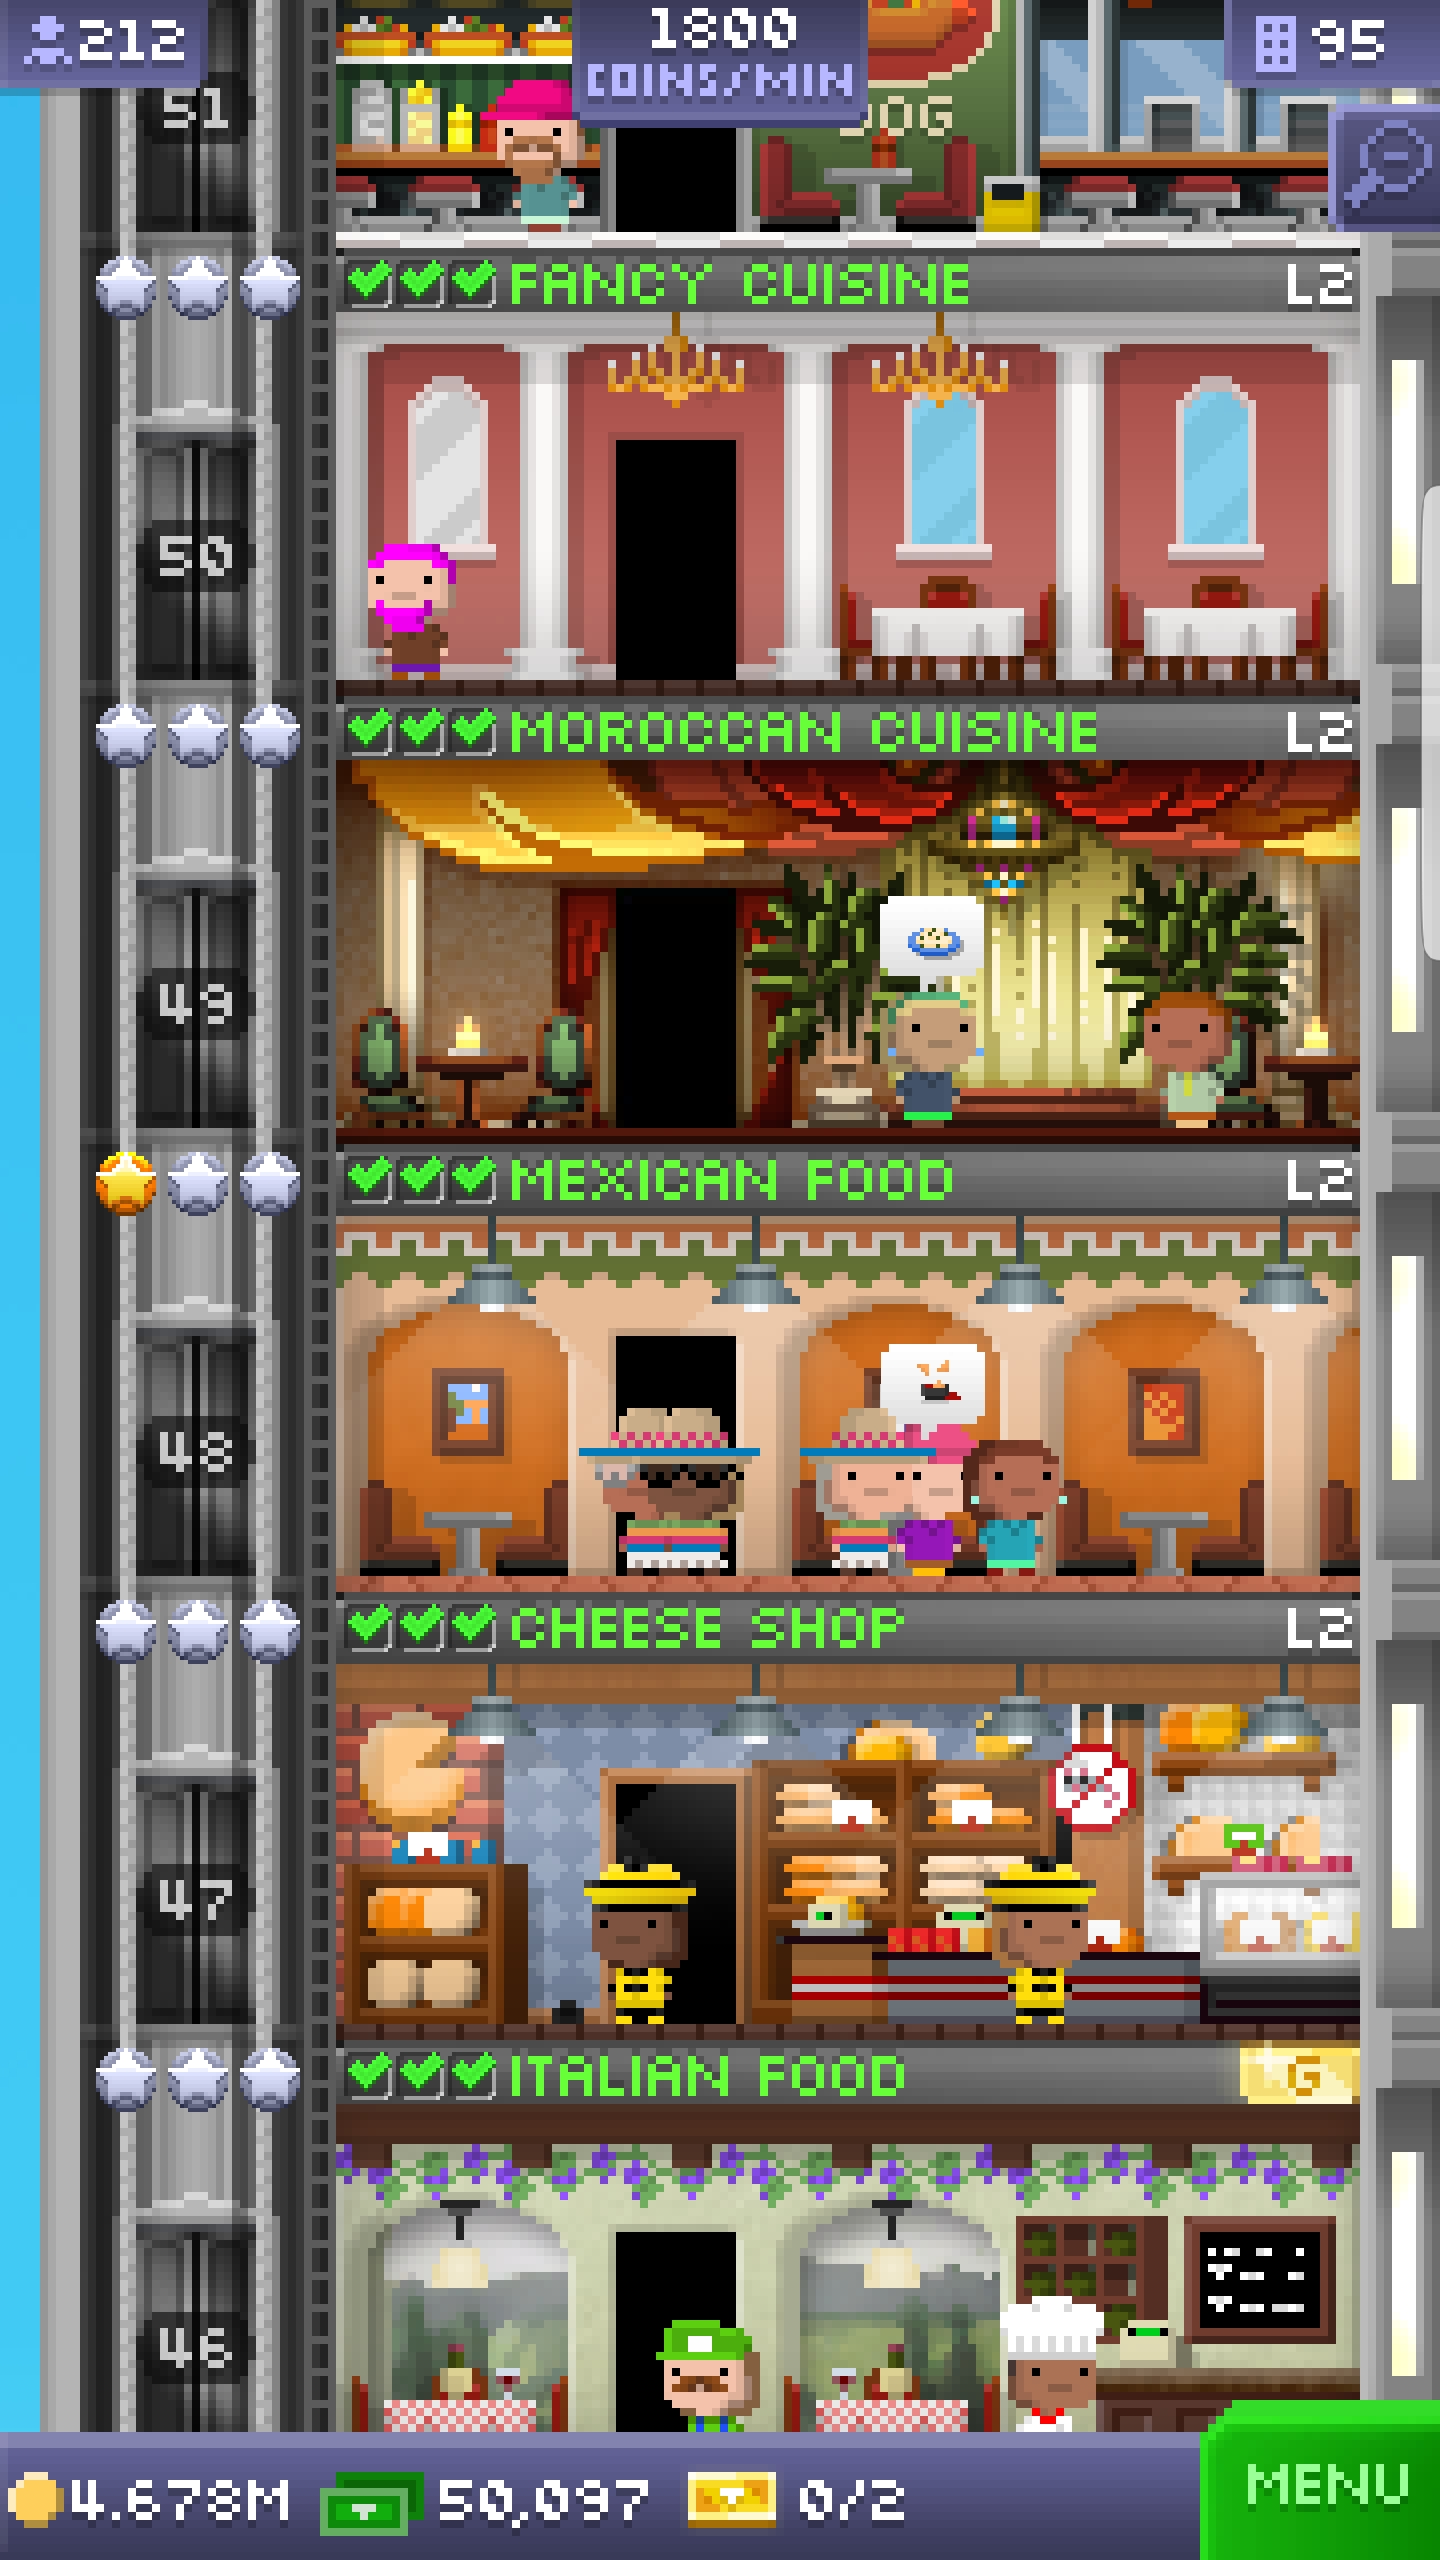 212
1800
COINS/MIN
95
51
DOG
FANCY CUISINE L2
50
MOROCCAN CUISINE L2
49
MEXICAN FOOD L2
48
CHEESE SHOP L2
47
ITALIAN FOOD G
46
4.678M 50,097 0/2
MENU